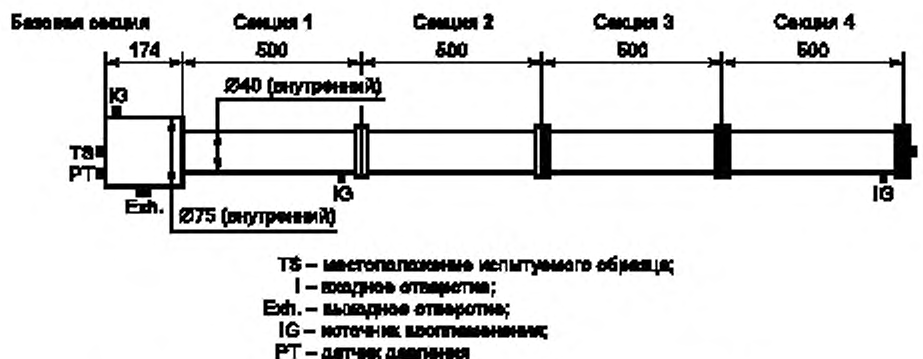 Базовая секция Секция 1 Секция 2 Секция 3 Секция 4
174 500 500 500 500
Ø40 (внутренний)
IG
TS
PT
Exh.
IG
IG
Ø75 (внутренний)
TS – местоположение испытуемого образца;
I – входное отверстие;
Exh. – выходное отверстие;
IG – источник воспламенения;
PT – датчик давления